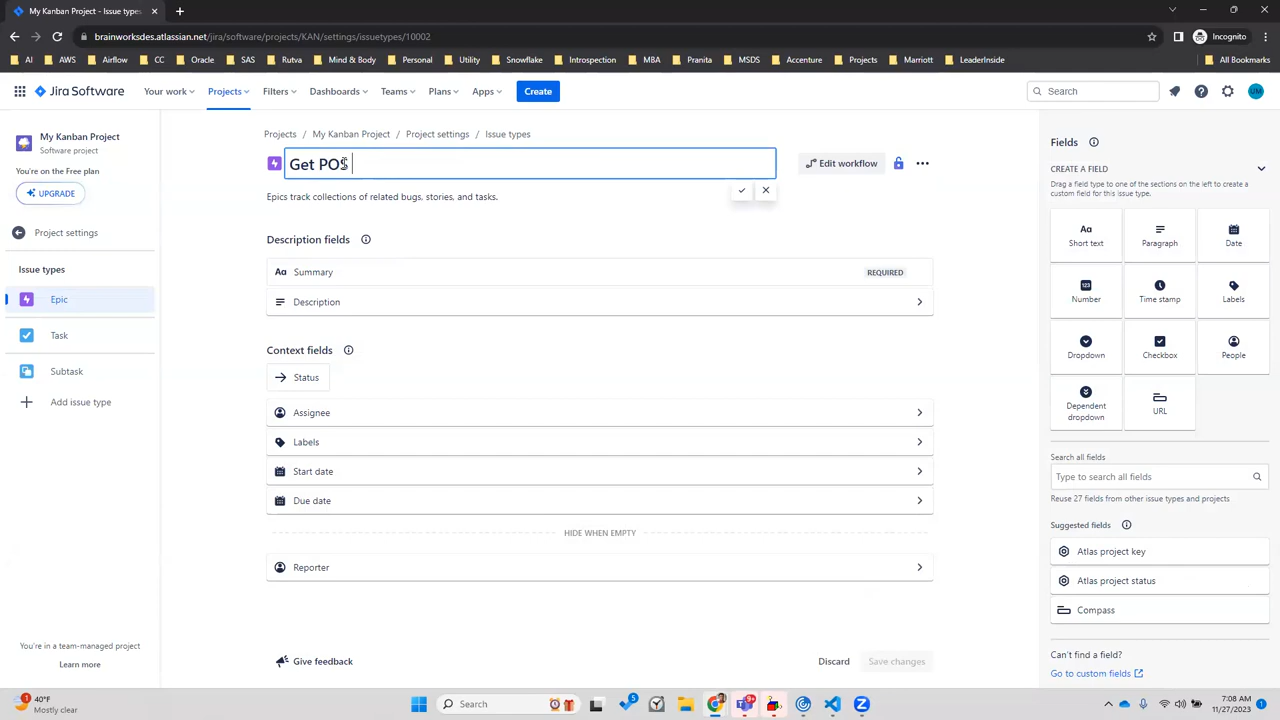 My Kanban Project - Issue types
Incognito
brainworksdes.atlassian.net/jira/software/projects/KAN/settings/issuetypes/10002
AI AWS Airflow CC Oracle SAS Rutva Mind & Body Personal Utility Snowflake Introspection MBA Pranita MSDS Accenture Projects Marriott LeaderInside All Bookmarks
Jira Software Your work Projects Filters Dashboards Teams Plans Apps Create Search JM
My Kanban Project
Software project
You're on the Free plan
UPGRADE
Project settings
Issue types
Epic
Task
Subtask
Add issue type
You're in a team-managed project
Learn more
Projects / My Kanban Project / Project settings / Issue types
Get POS
Edit workflow
Epics track collections of related bugs, stories, and tasks.
Description fields
Aa Summary REQUIRED
Description
Context fields
Status
Assignee
Labels
Start date
Due date
HIDE WHEN EMPTY
Reporter
Give feedback
Discard Save changes
Fields
CREATE A FIELD
Drag a field type to one of the sections on the left to create a
custom field for this issue type.
Aa
Short text Paragraph Date
123
Number Time stamp Labels
Dropdown Checkbox People
Dependent
dropdown
URL
Search all fields
Type to search all fields
Reuse 27 fields from other issue types and projects
Suggested fields
Atlas project key
Atlas project status
Compass
Can't find a field?
Go to custom fields
1
40°F
Mostly clear
Search
5
9+
7:08 AM
11/27/2023